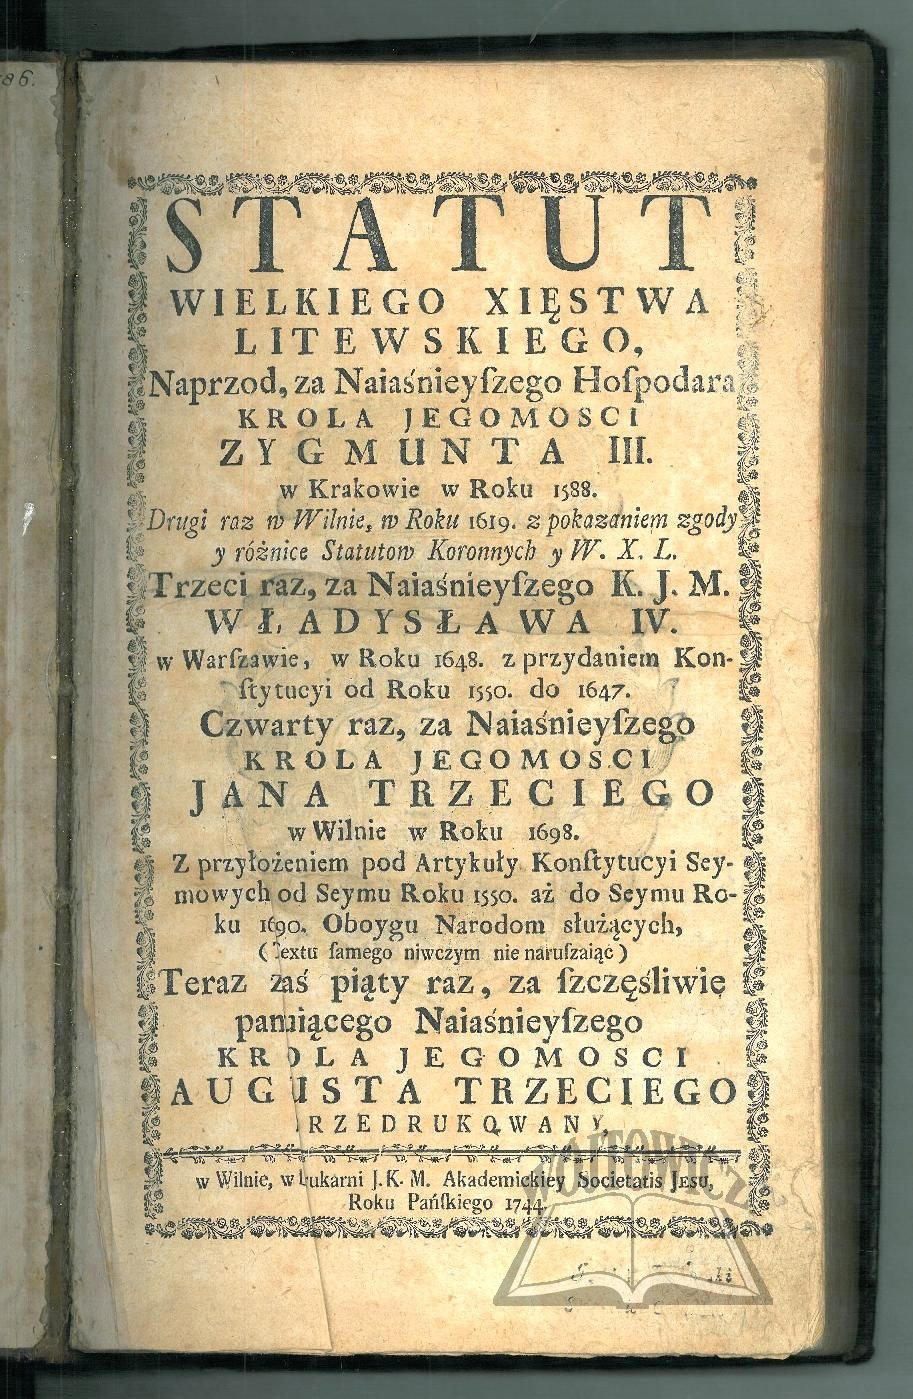 86.
STATUT
WIELKIEGO XIĘSTWA
LITEWSKIEGO,
Naprzod, za Naiaśnieyſzego Hoſpodara
KROLA JEGOMOSCI
ZYGMUNTA III.
w Krakowie w Roku 1588.
Drugi raz w Wilnie, w Roku 1619. z pokazaniem zgody
y różnice Statutow Koronnych y W. X. L.
Trzeci raz, za Naiaśnieyſzego K. J. M.
WŁADYSŁAWA IV.
w Warſzawie, w Roku 1648. z przydaniem Kon-
ſtytucyi od Roku 1550. do 1647.
Czwarty raz, za Naiaśnieyſzego
KROLA JEGOMOSCI
JANA TRZECIEGO
w Wilnie w Roku 1698.
Z przyłożeniem pod Artykuły Konſtytucyi Sey-
mowych od Seymu Roku 1550. aż do Seymu Ro-
ku 1690. Oboygu Narodom służących,
(Textu ſamego niwczym nie naruſzaiąc)
Teraz zaś piąty raz, za ſzczęśliwie
panuiącego Naiaśnieyſzego
KROLA JEGOMOSCI
AUGUSTA TRZECIEGO
PRZEDRUKOWANY,
w Wilnie, w Drukarni J. K. M. Akademickiey Societatis JESU,
Roku Pańſkiego 1744.
WÓJTOWICZ